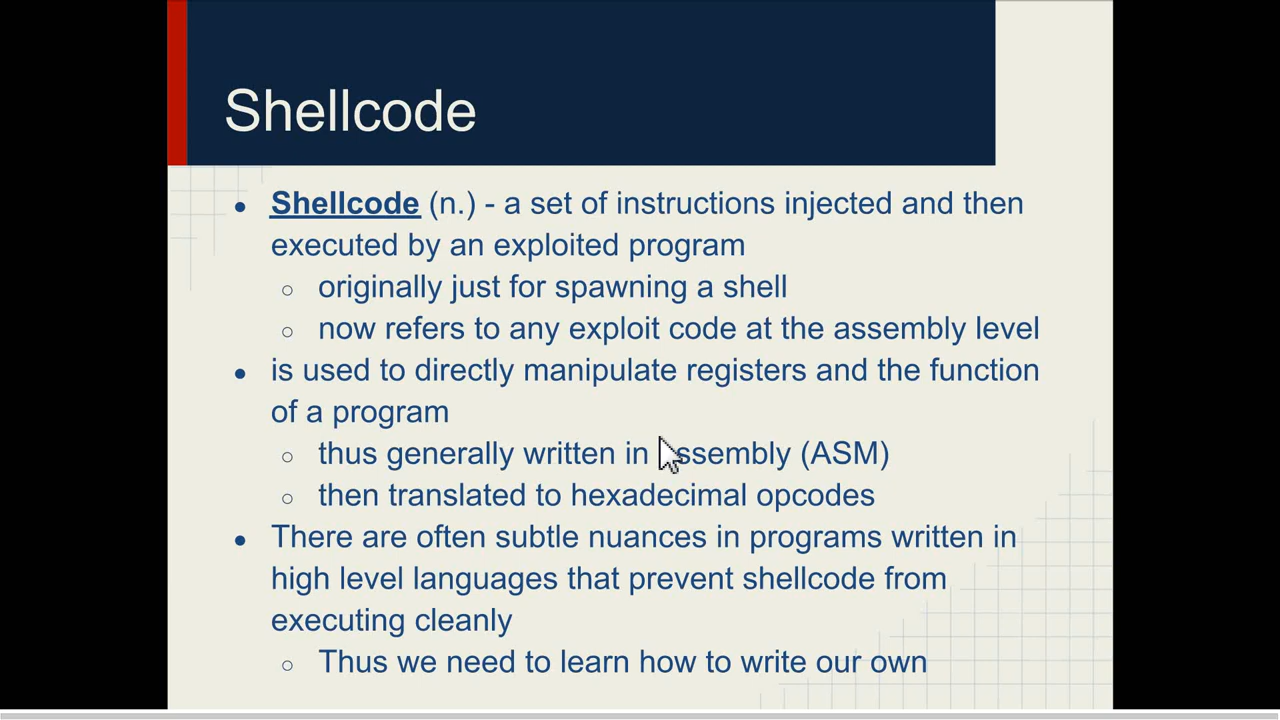 Shellcode
● Shellcode (n.) - a set of instructions injected and then
executed by an exploited program
○ originally just for spawning a shell
○ now refers to any exploit code at the assembly level
● is used to directly manipulate registers and the function
of a program
○ thus generally written in assembly (ASM)
○ then translated to hexadecimal opcodes
● There are often subtle nuances in programs written in
high level languages that prevent shellcode from
executing cleanly
○ Thus we need to learn how to write our own